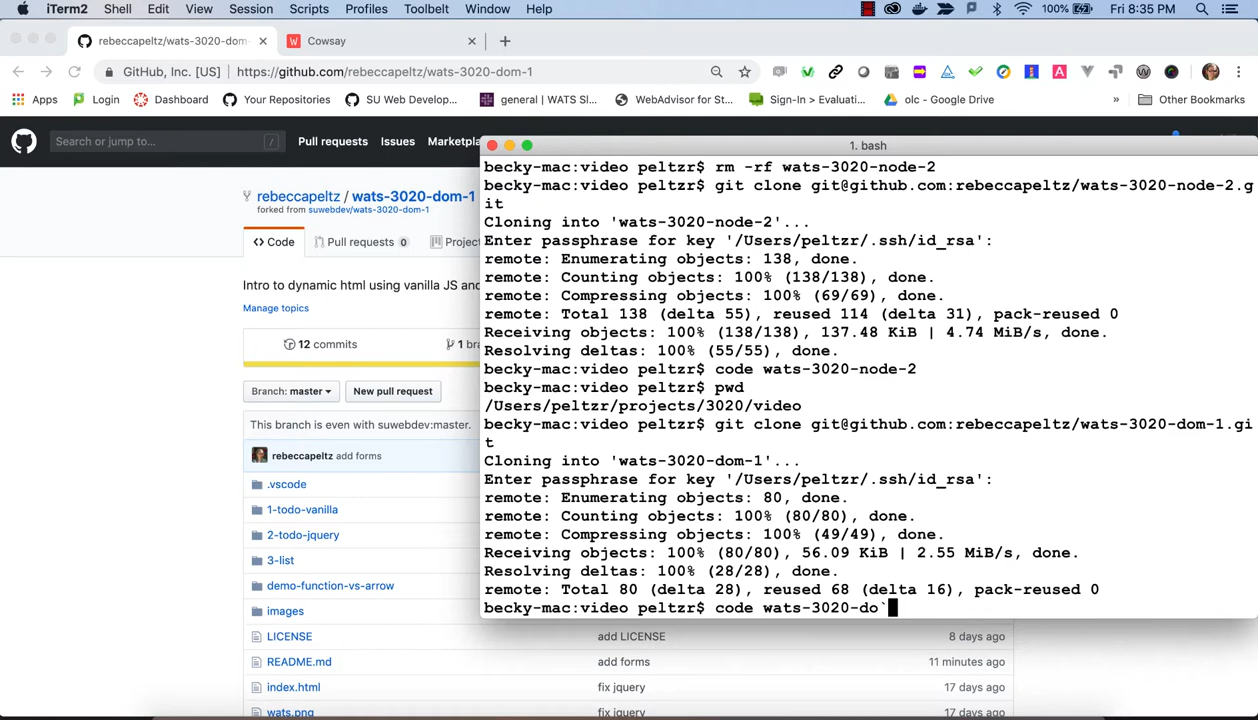 iTerm2 Shell Edit View Session Scripts Profiles Toolbelt Window Help 100% Fri 8:35 PM
rebeccapeltz/wats-3020-dom- Cowsay
GitHub, Inc. [US] https://github.com/rebeccapeltz/wats-3020-dom-1
Apps Login Dashboard Your Repositories SU Web Develop... general | WATS Sl... WebAdvisor for St... Sign-In > Evaluati... olc - Google Drive » Other Bookmarks
Search or jump to... / Pull requests Issues Marketpla
rebeccapeltz / wats-3020-dom-1
forked from suwebdev/wats-3020-dom-1
<> Code Pull requests 0 Projec
Intro to dynamic html using vanilla JS and
Manage topics
12 commits 1 bra
Branch: master New pull request
This branch is even with suwebdev:master.
rebeccapeltz add forms
.vscode
1-todo-vanilla
2-todo-jquery
3-list
demo-function-vs-arrow
images
LICENSE add LICENSE 8 days ago
README.md add forms 11 minutes ago
index.html fix jquery 17 days ago
wats.png fix jquery 17 days ago
1. bash
becky-mac:video peltzr$ rm -rf wats-3020-node-2
becky-mac:video peltzr$ git clone git@github.com:rebeccapeltz/wats-3020-node-2.g
it
Cloning into 'wats-3020-node-2'...
Enter passphrase for key '/Users/peltzr/.ssh/id_rsa':
remote: Enumerating objects: 138, done.
remote: Counting objects: 100% (138/138), done.
remote: Compressing objects: 100% (69/69), done.
remote: Total 138 (delta 55), reused 114 (delta 31), pack-reused 0
Receiving objects: 100% (138/138), 137.48 KiB | 4.74 MiB/s, done.
Resolving deltas: 100% (55/55), done.
becky-mac:video peltzr$ code wats-3020-node-2
becky-mac:video peltzr$ pwd
/Users/peltzr/projects/3020/video
becky-mac:video peltzr$ git clone git@github.com:rebeccapeltz/wats-3020-dom-1.gi
t
Cloning into 'wats-3020-dom-1'...
Enter passphrase for key '/Users/peltzr/.ssh/id_rsa':
remote: Enumerating objects: 80, done.
remote: Counting objects: 100% (80/80), done.
remote: Compressing objects: 100% (49/49), done.
Receiving objects: 100% (80/80), 56.09 KiB | 2.55 MiB/s, done.
Resolving deltas: 100% (28/28), done.
remote: Total 80 (delta 28), reused 68 (delta 16), pack-reused 0
becky-mac:video peltzr$ code wats-3020-do`